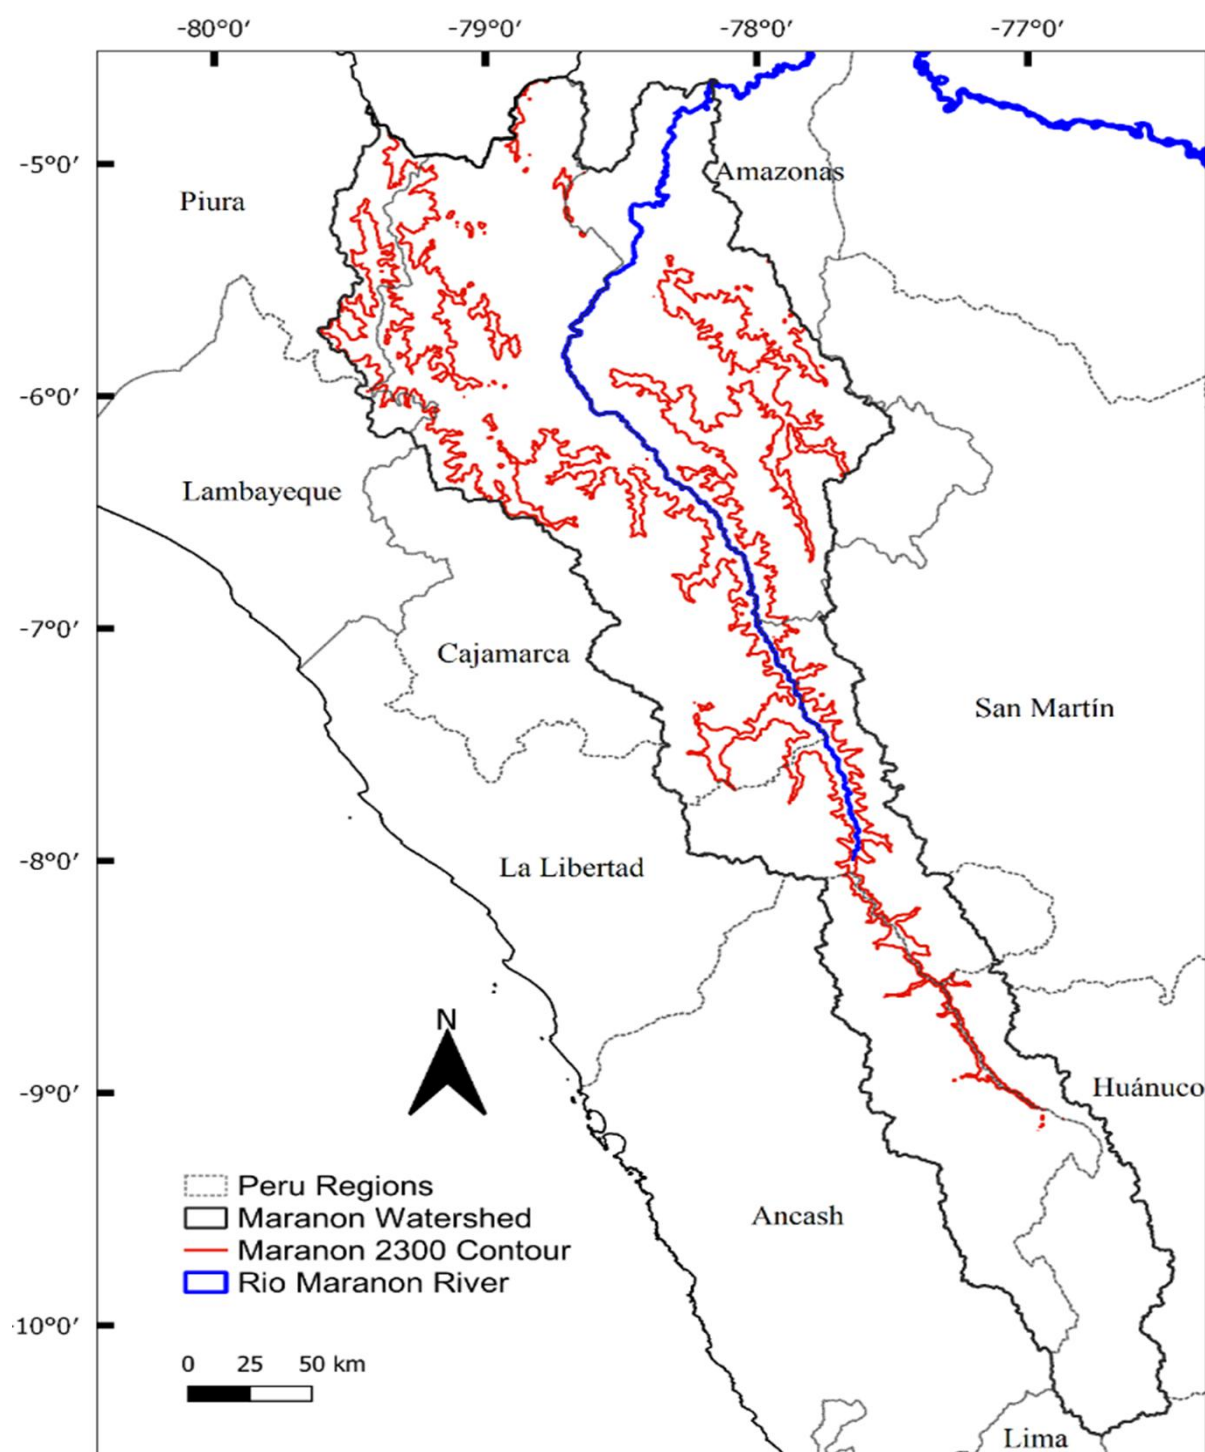 -80°0′ -79°0′ -78°0′ -77°0′
-5°0′
Amazonas
Piura
-6°0′
Lambayeque
-7°0′
Cajamarca
San Martín
-8°0′
La Libertad
N
-9°0′
Huánuco
Peru Regions
Maranon Watershed
Ancash
Maranon 2300 Contour
Rio Maranon River
-10°0′
0 25 50 km
Lima